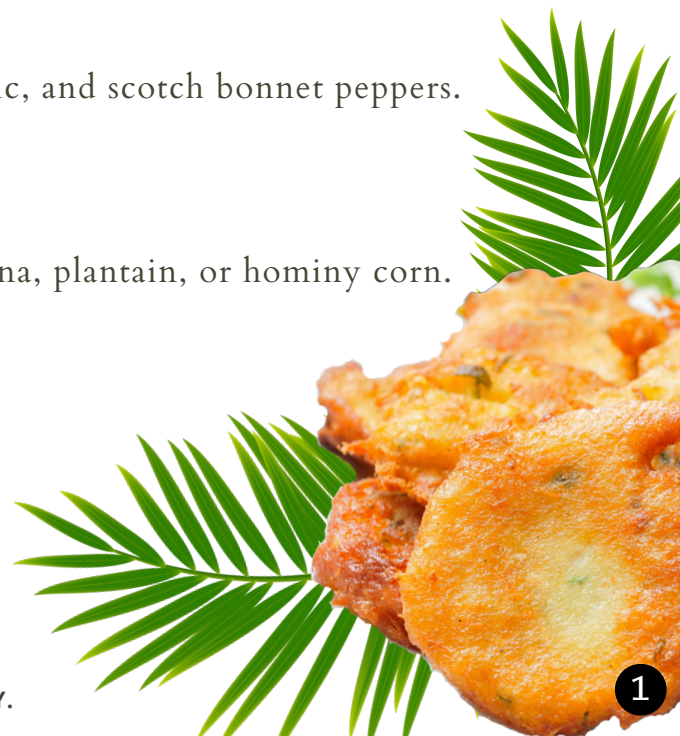 c, and scotch bonnet peppers.
na, plantain, or hominy corn.
Y.
1